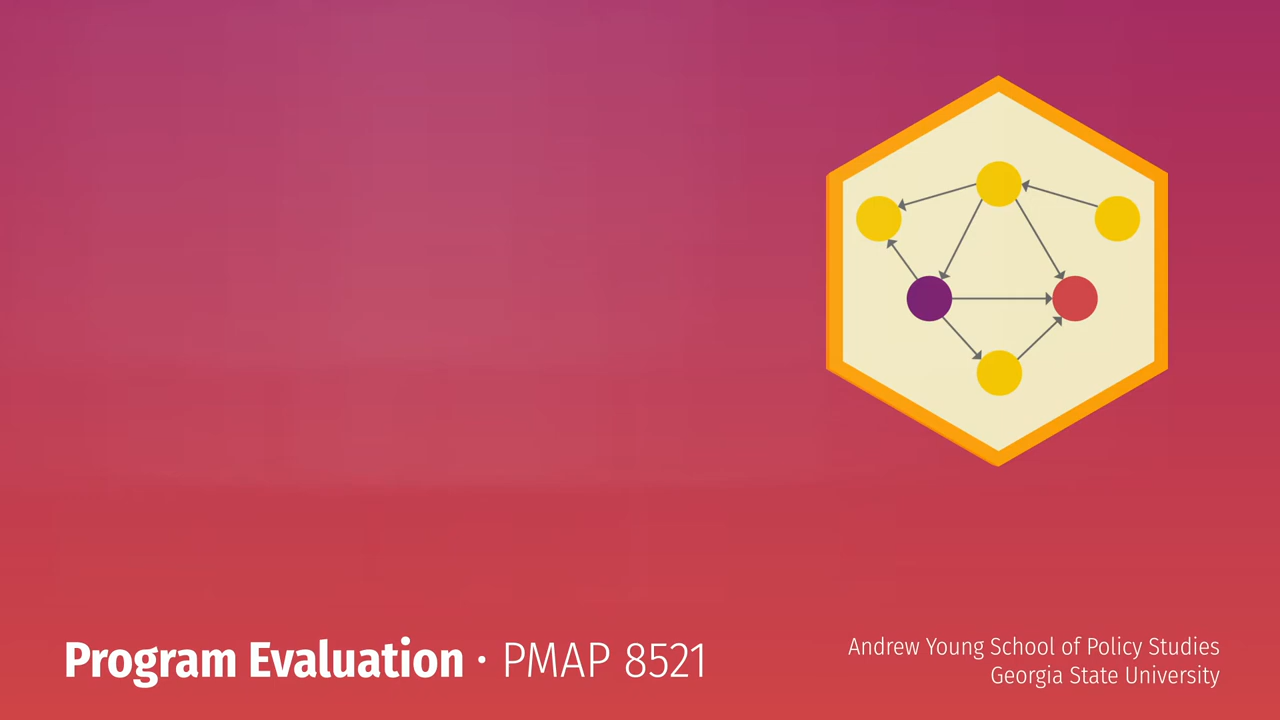 Program Evaluation · PMAP 8521
Andrew Young School of Policy Studies
Georgia State University